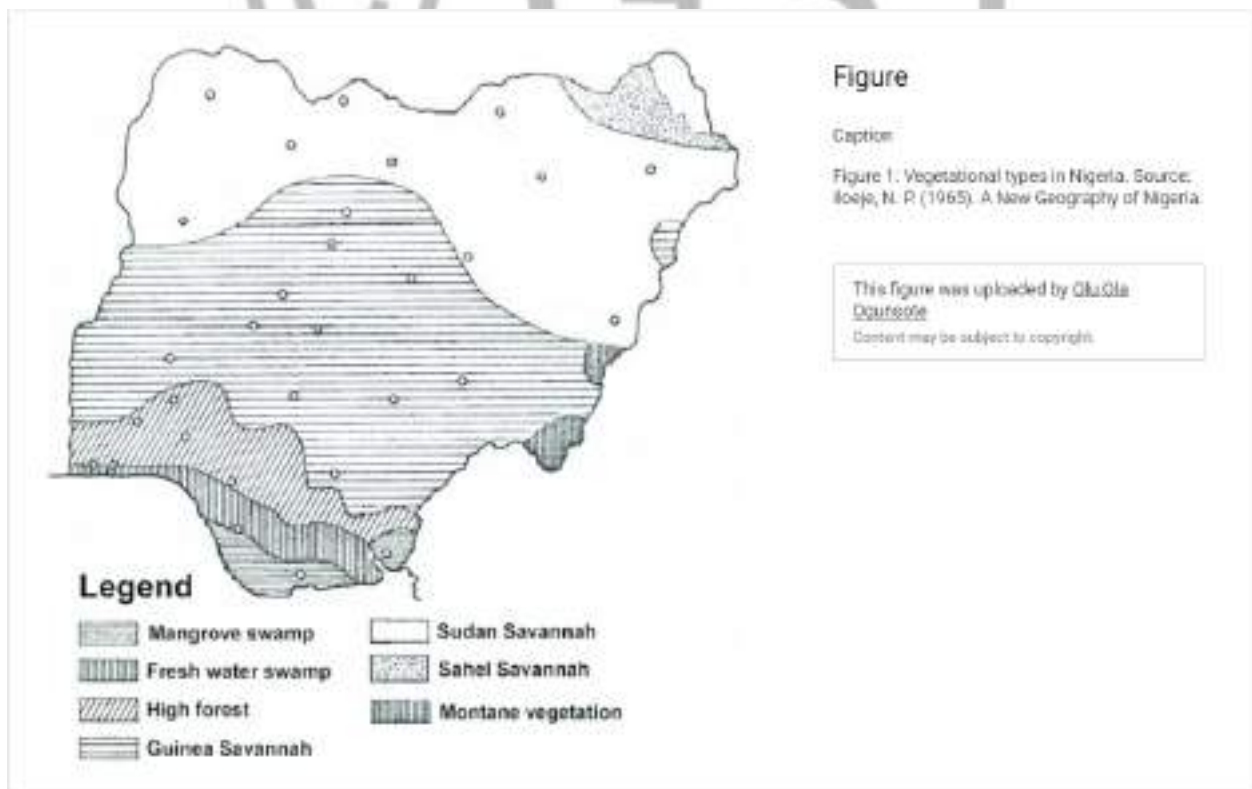 Figure
Caption
Figure 1. Vegetational types in Nigeria. Source:
Iloeje, N. P. (1965). A New Geography of Nigeria.
This figure was uploaded by Olu Ola
Ogunsote
Content may be subject to copyright.
Legend
Mangrove swamp
Fresh water swamp
High forest
Guinea Savannah
Sudan Savannah
Sahel Savannah
Montane vegetation